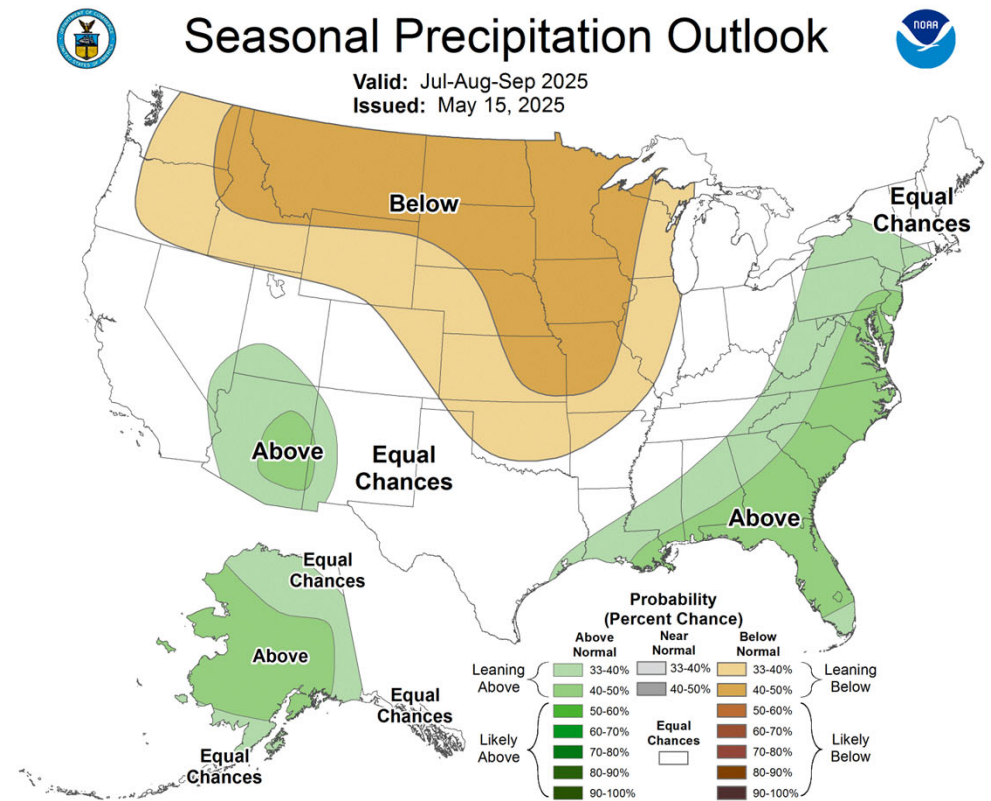 Seasonal Precipitation Outlook
NOAA
Valid: Jul-Aug-Sep 2025
Issued: May 15, 2025
Below
Equal
Chances
Above
Equal
Chances
Above
Equal
Chances
Above
Equal
Chances
Equal
Chances
Probability
(Percent Chance)
Above
Normal
Near
Normal
Below
Normal
Leaning
Above
33-40%
33-40%
33-40%
Leaning
Below
40-50%
40-50%
40-50%
Likely
Above
50-60%
60-70%
70-80%
80-90%
90-100%
Equal
Chances
50-60%
60-70%
70-80%
80-90%
90-100%
Likely
Below